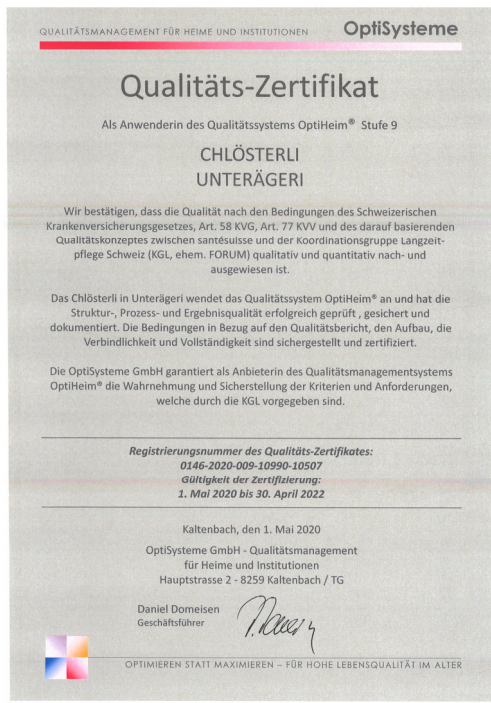 QUALITÄTSMANAGEMENT FÜR HEIME UND INSTITUTIONEN
OptiSysteme
Qualitäts-Zertifikat
Als Anwenderin des Qualitätssystems OptiHeim® Stufe 9
CHLÖSTERLI
UNTERÄGERI
Wir bestätigen, dass die Qualität nach den Bedingungen des Schweizerischen
Krankenversicherungsgesetzes, Art. 58 KVG, Art. 77 KVV und des darauf basierenden
Qualitätskonzeptes zwischen santésuisse und der Koordinationsgruppe Langzeit-
pflege Schweiz (KGL, ehem. FORUM) qualitativ und quantitativ nach- und
ausgewiesen ist.
Das Chlösterli in Unterägeri wendet das Qualitätssystem OptiHeim® an und hat die
Struktur-, Prozess- und Ergebnisqualität erfolgreich geprüft , gesichert und
dokumentiert. Die Bedingungen in Bezug auf den Qualitätsbericht, den Aufbau, die
Verbindlichkeit und Vollständigkeit sind sichergestellt und zertifiziert.
Die OptiSysteme GmbH garantiert als Anbieterin des Qualitätsmanagementsystems
OptiHeim® die Wahrnehmung und Sicherstellung der Kriterien und Anforderungen,
welche durch die KGL vorgegeben sind.
Registrierungsnummer des Qualitäts-Zertifikates:
0146-2020-009-10990-10507
Gültigkeit der Zertifizierung:
1. Mai 2020 bis 30. April 2022
Kaltenbach, den 1. Mai 2020
OptiSysteme GmbH - Qualitätsmanagement
für Heime und Institutionen
Hauptstrasse 2 - 8259 Kaltenbach / TG
Daniel Domeisen
Geschäftsführer
OPTIMIEREN STATT MAXIMIEREN – FÜR HOHE LEBENSQUALITÄT IM ALTER